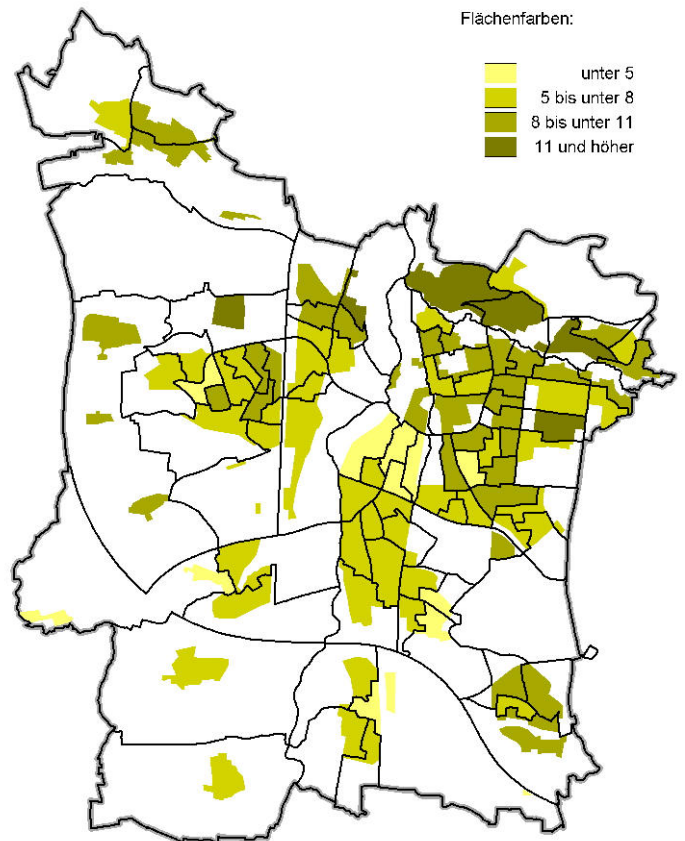 Flächenfarben:
unter 5
5 bis unter 8
8 bis unter 11
11 und höher